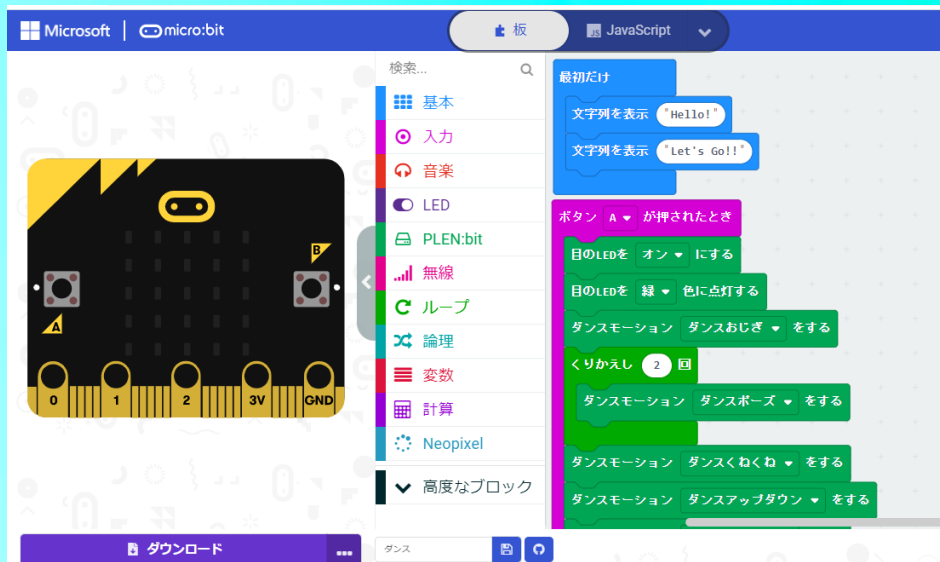 Microsoft micro:bit 板 JS JavaScript
検索...
基本
入力
音楽
LED
PLEN:bit
無線
ループ
論理
変数
計算
Neopixel
高度なブロック
最初だけ
文字列を表示 "Hello!"
文字列を表示 "Let's Go!!"
ボタン A が押されたとき
目のLEDを オン にする
目のLEDを 緑 色に点灯する
ダンスモーション ダンスおじぎ をする
くりかえし 2 回
ダンスモーション ダンスポーズ をする
ダンスモーション ダンスくねくね をする
ダンスモーション ダンスアップダウン をする
B
A
0 1 2 3V GND
ダウンロード ...
ダンス